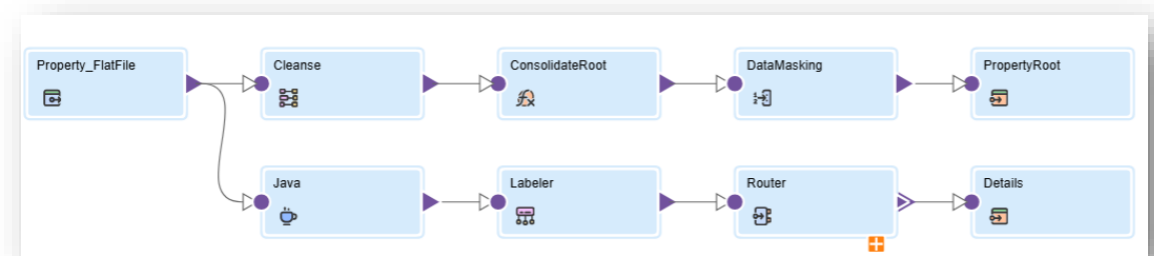 Property_FlatFile
Cleanse
ConsolidateRoot
DataMasking
PropertyRoot
Java
Labeler
Router
Details